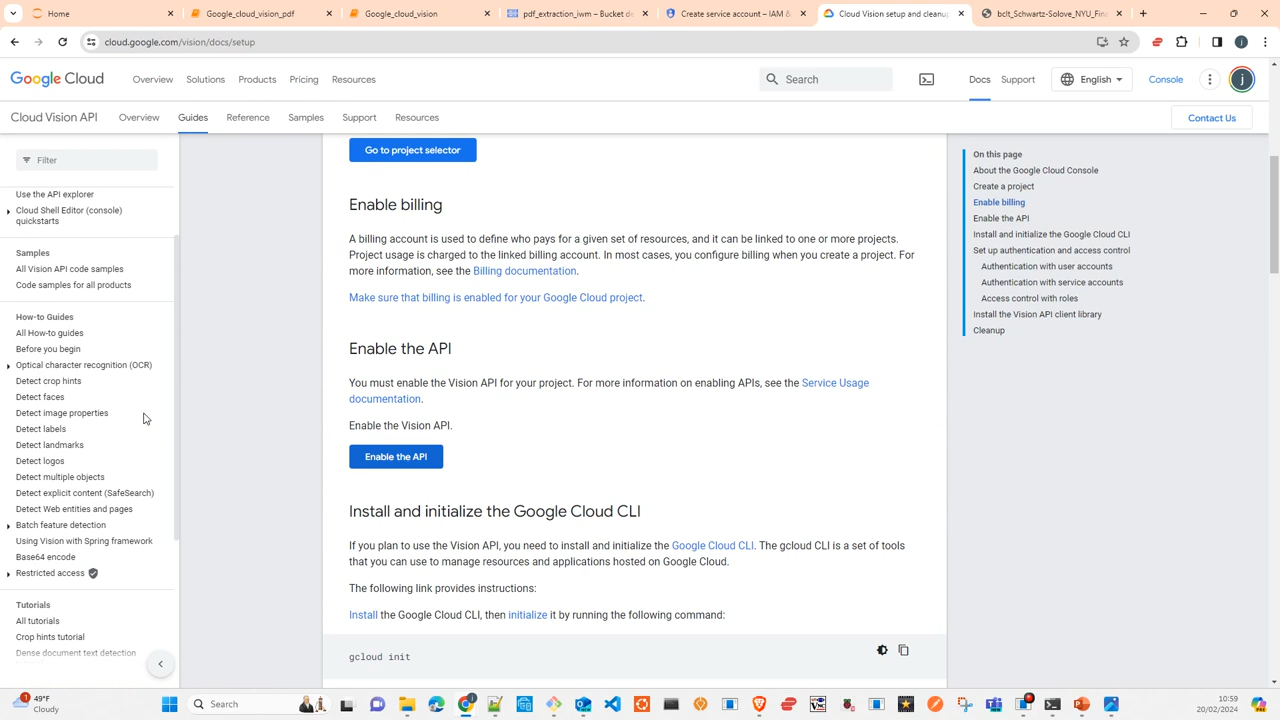 Home
Google_cloud_vision_pdf
Google_cloud_vision
pdf_extraction_iwm – Bucket de
Create service account – IAM &
Cloud Vision setup and cleanup
bclt_Schwartz-Solove_NYU_Fina
cloud.google.com/vision/docs/setup
j
Google Cloud
Overview
Solutions
Products
Pricing
Resources
Search
Docs
Support
English
Console
j
Cloud Vision API
Overview
Guides
Reference
Samples
Support
Resources
Contact Us
Filter
Use the API explorer
Cloud Shell Editor (console)
quickstarts
Samples
All Vision API code samples
Code samples for all products
How-to Guides
All How-to guides
Before you begin
Optical character recognition (OCR)
Detect crop hints
Detect faces
Detect image properties
Detect labels
Detect landmarks
Detect logos
Detect multiple objects
Detect explicit content (SafeSearch)
Detect Web entities and pages
Batch feature detection
Using Vision with Spring framework
Base64 encode
Restricted access
Tutorials
All tutorials
Crop hints tutorial
Dense document text detection
Go to project selector
Enable billing
A billing account is used to define who pays for a given set of resources, and it can be linked to one or more projects.
Project usage is charged to the linked billing account. In most cases, you configure billing when you create a project. For
more information, see the Billing documentation.
Make sure that billing is enabled for your Google Cloud project.
Enable the API
You must enable the Vision API for your project. For more information on enabling APIs, see the Service Usage
documentation.
Enable the Vision API.
Enable the API
Install and initialize the Google Cloud CLI
If you plan to use the Vision API, you need to install and initialize the Google Cloud CLI. The gcloud CLI is a set of tools
that you can use to manage resources and applications hosted on Google Cloud.
The following link provides instructions:
Install the Google Cloud CLI, then initialize it by running the following command:
gcloud init
On this page
About the Google Cloud Console
Create a project
Enable billing
Enable the API
Install and initialize the Google Cloud CLI
Set up authentication and access control
Authentication with user accounts
Authentication with service accounts
Access control with roles
Install the Vision API client library
Cleanup
1
49°F
Cloudy
Search
10:59
20/02/2024